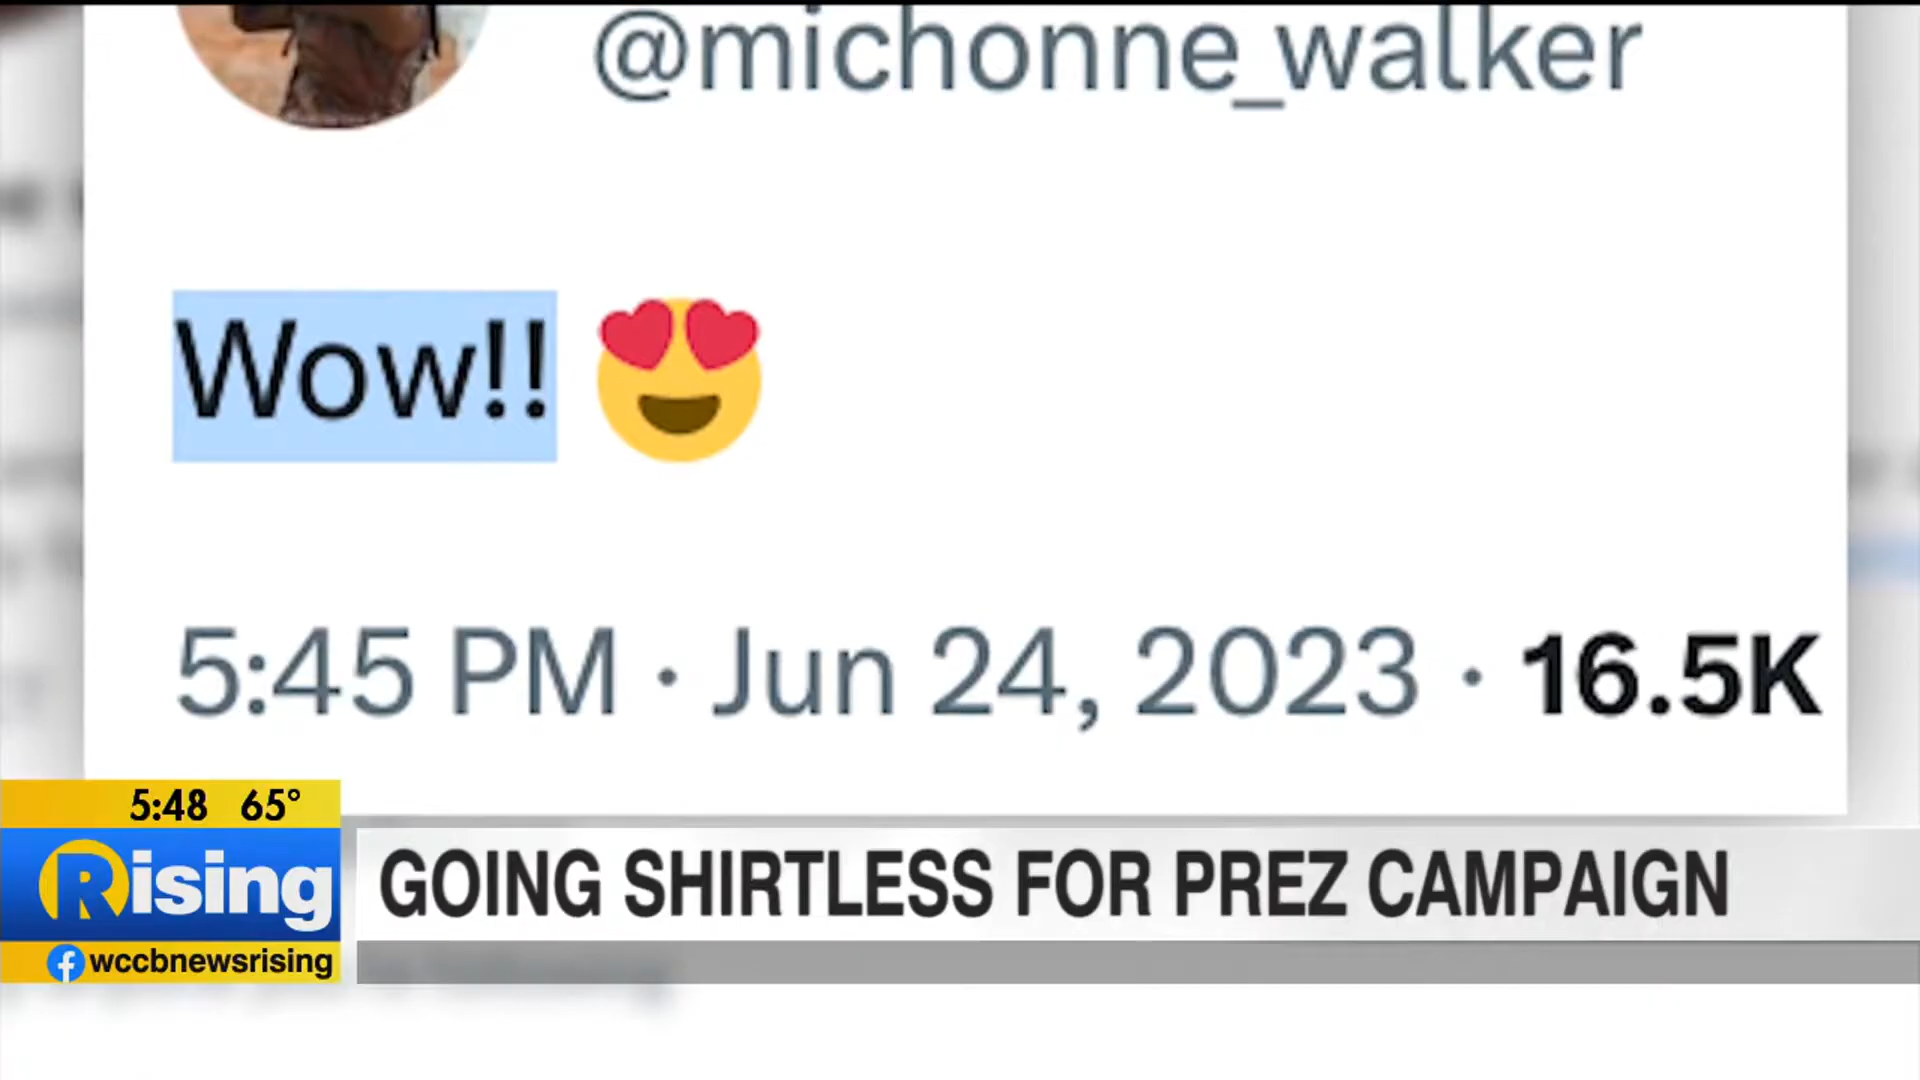 @michonne_walker
Wow!!
5:45 PM · Jun 24, 2023 · 16.5K
5:48 65°
Rising
GOING SHIRTLESS FOR PREZ CAMPAIGN
wccbnewsrising